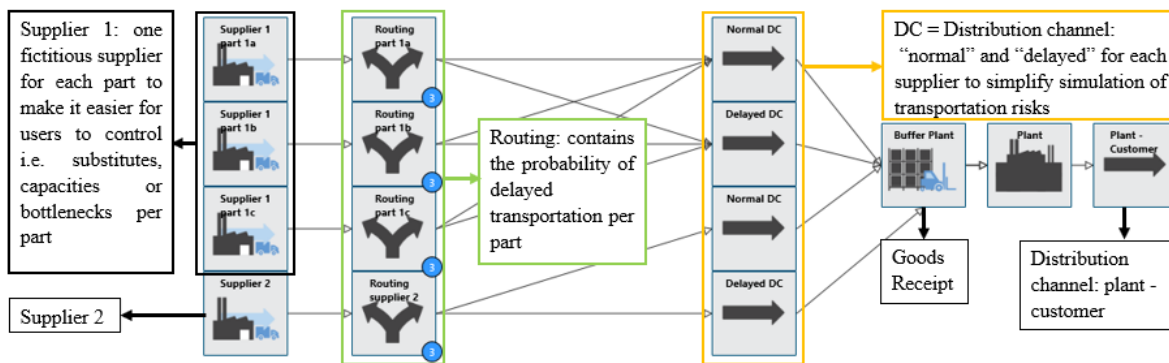 Supplier 1: one
fictitious supplier
for each part to
make it easier for
users to control
i.e. substitutes,
capacities or
bottlenecks per
part
Supplier 2
Supplier 1
part 1a
Supplier 1
part 1b
Supplier 1
part 1c
Supplier 2
Routing
part 1a
3
Routing
part 1b
3
Routing
part 1c
3
Routing
supplier 2
3
Routing: contains
the probability of
delayed
transportation per
part
Normal DC
Delayed DC
Normal DC
Delayed DC
DC = Distribution channel:
“normal” and “delayed” for each
supplier to simplify simulation of
transportation risks
Buffer Plant
Plant
Plant -
Customer
Goods
Receipt
Distribution
channel: plant -
customer